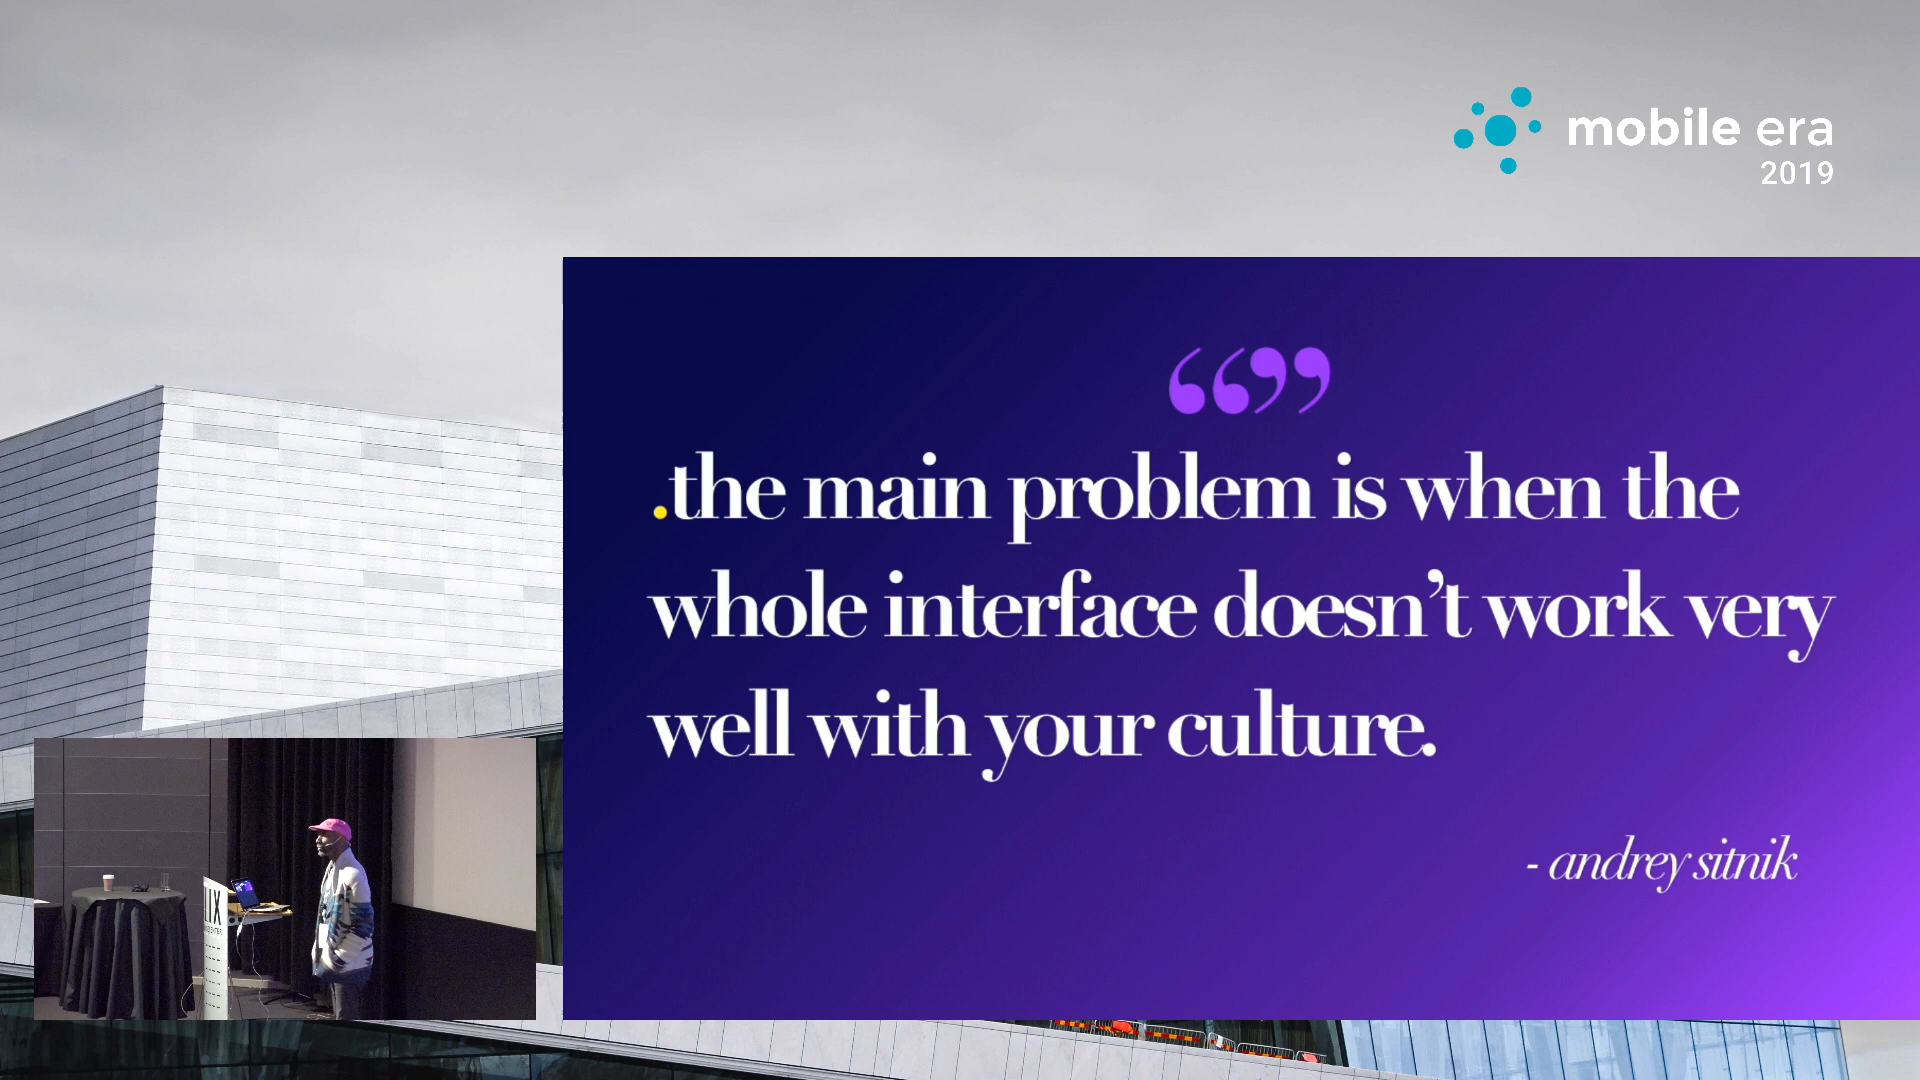 mobile era
2019
“”
.the main problem is when the
whole interface doesn’t work very
well with your culture.
- andrey sitnik
LIX